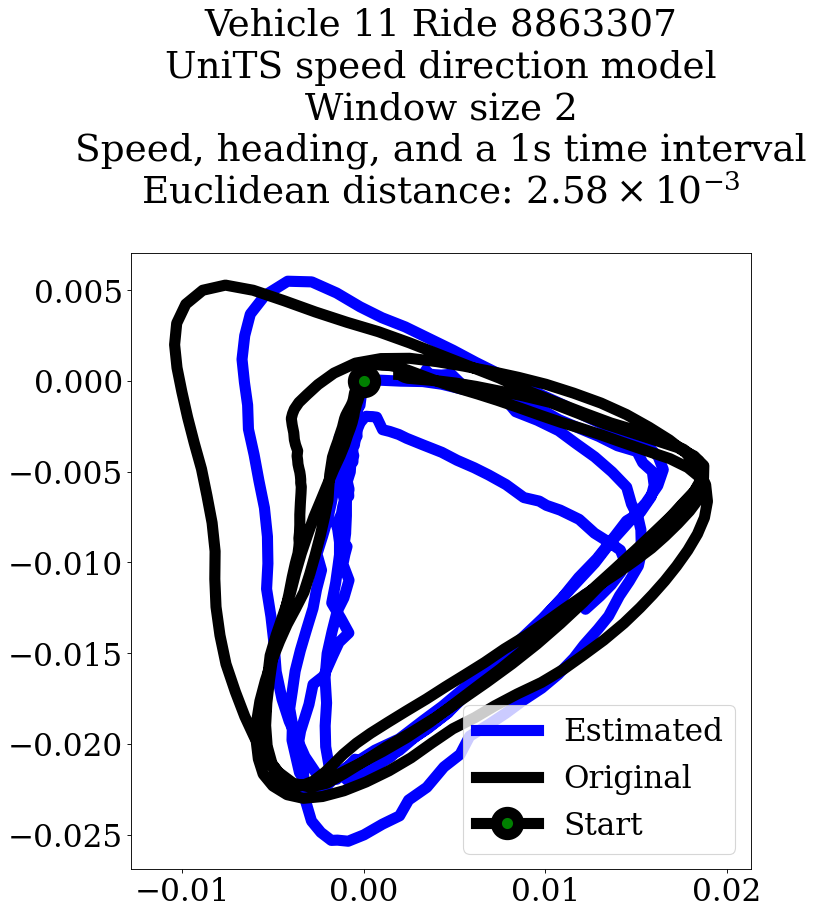 Vehicle 11 Ride 8863307
UniTS speed direction model
Window size 2
Speed, heading, and a 1s time interval
Euclidean distance: 2.58 × 10⁻³
0.005
0.000
−0.005
−0.010
−0.015
−0.020
−0.025
Estimated
Original
Start
−0.01 0.00 0.01 0.02